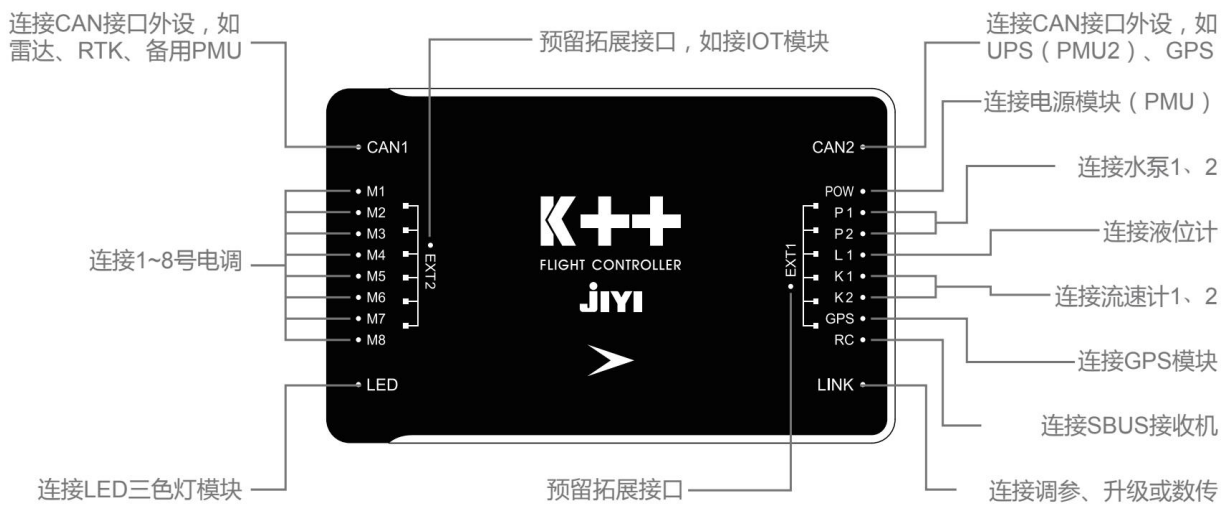 连接CAN接口外设，如
雷达、RTK、备用PMU
预留拓展接口，如接IOT模块
连接CAN接口外设，如
UPS（PMU2）、GPS
连接电源模块（PMU）
连接水泵1、2
连接液位计
连接流速计1、2
连接GPS模块
连接SBUS接收机
连接调参、升级或数传
连接1~8号电调
连接LED三色灯模块
预留拓展接口
CAN1
M1
M2
M3
M4
M5
M6
M7
M8
EXT2
LED
K++
FLIGHT CONTROLLER
JIYI
CAN2
POW
P1
P2
L1
K1
K2
GPS
RC
EXT1
LINK